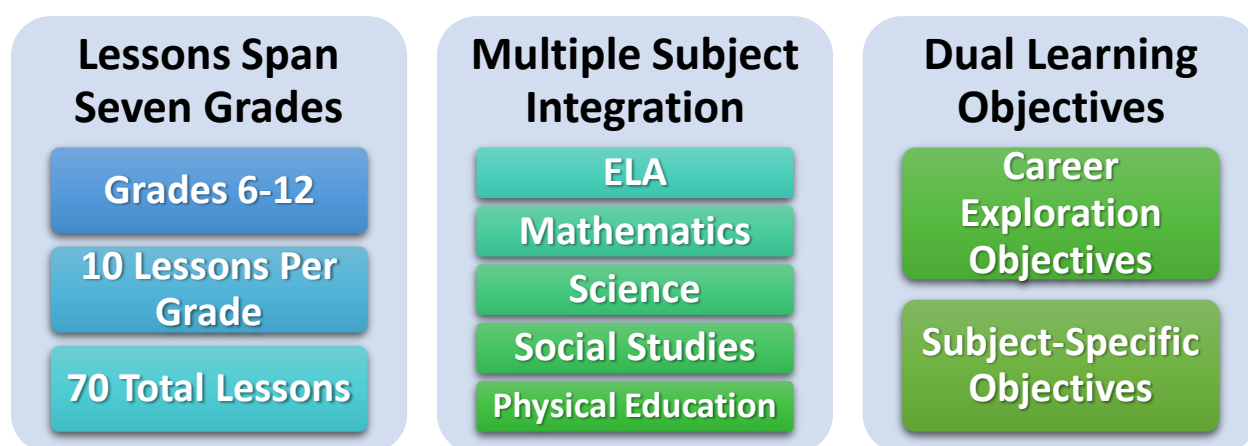 Lessons Span
Seven Grades
Grades 6-12
10 Lessons Per
Grade
70 Total Lessons
Multiple Subject
Integration
ELA
Mathematics
Science
Social Studies
Physical Education
Dual Learning
Objectives
Career
Exploration
Objectives
Subject-Specific
Objectives